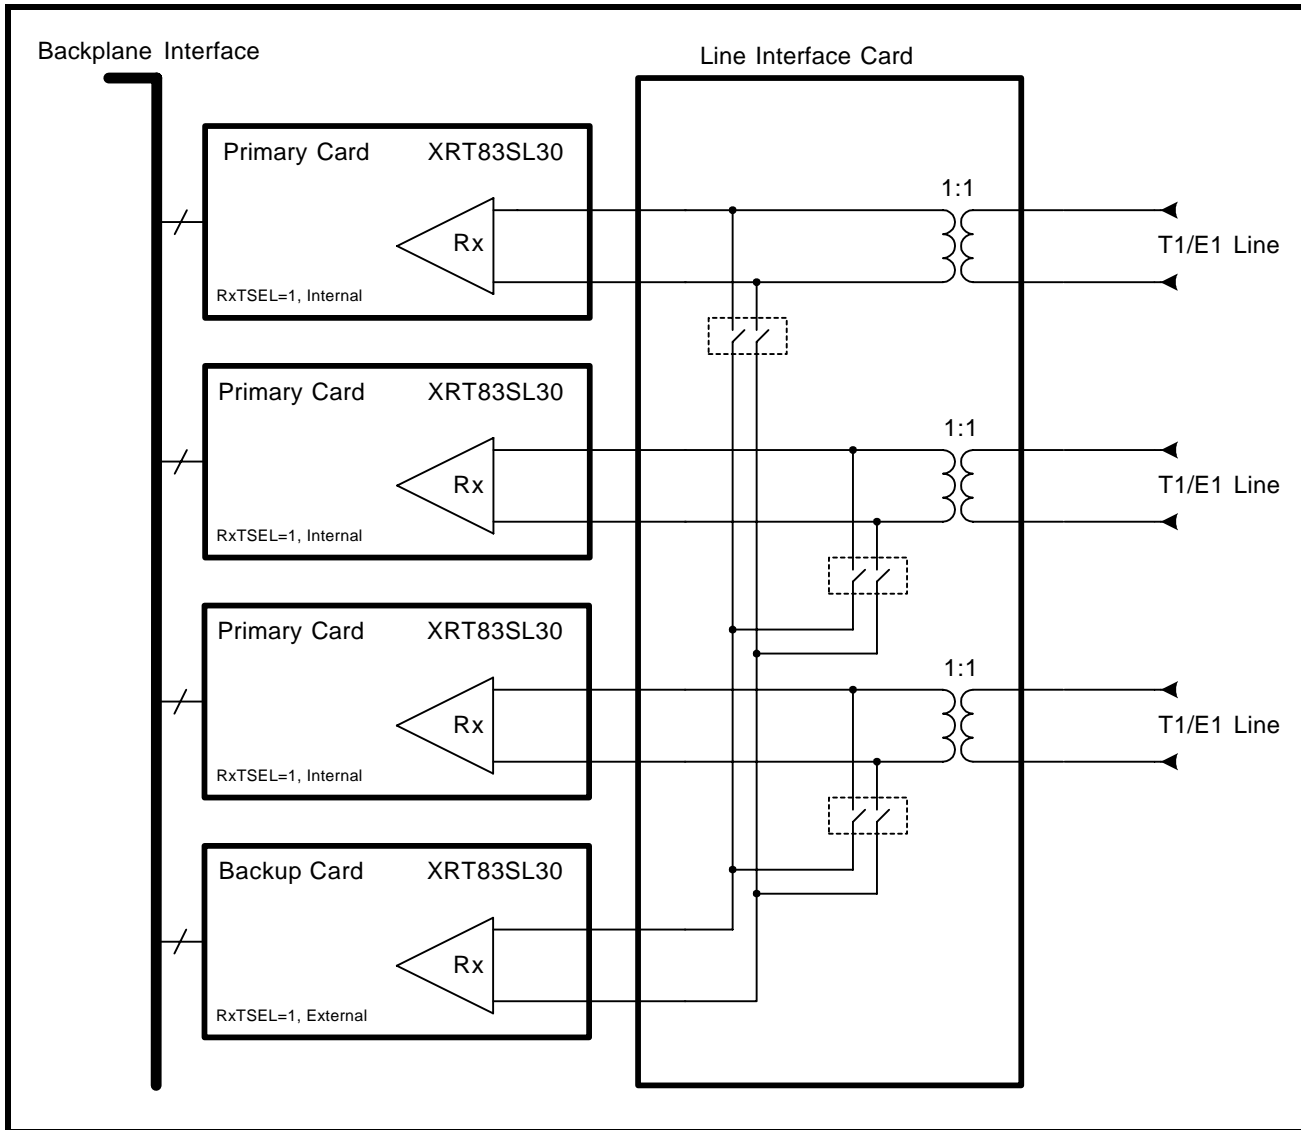 Backplane Interface
Line Interface Card
Primary Card XRT83SL30
Rx
RxTSEL=1, Internal
1:1
T1/E1 Line
Primary Card XRT83SL30
Rx
RxTSEL=1, Internal
1:1
T1/E1 Line
Primary Card XRT83SL30
Rx
RxTSEL=1, Internal
1:1
T1/E1 Line
Backup Card XRT83SL30
Rx
RxTSEL=1, External